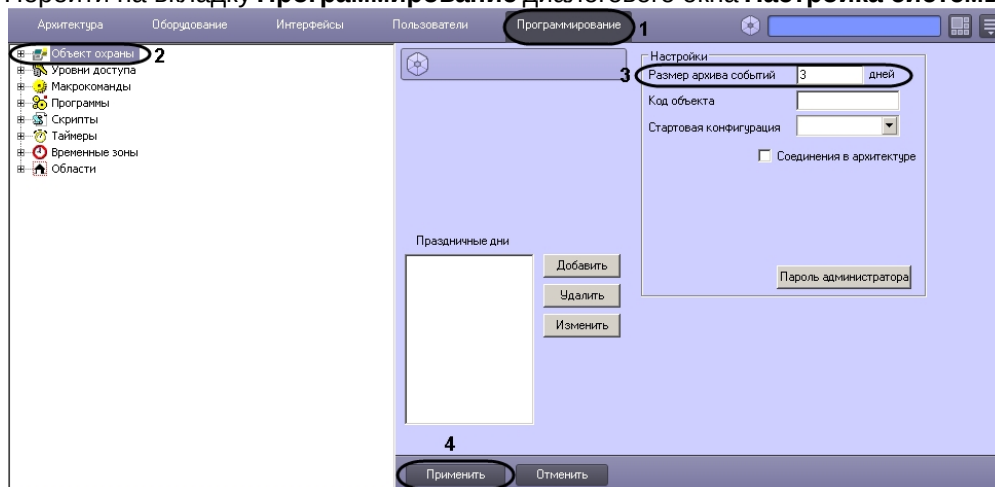 Перейти на вкладку Программирование диалогового окна Настройка систем
Архитектура Оборудование Интерфейсы Пользователи Программирование 1
Объект охраны 2
Уровни доступа
Макрокоманды
Программы
Скрипты
Таймеры
Временные зоны
Области
Настройки
3 Размер архива событий 3 дней
Код объекта
Стартовая конфигурация
Соединения в архитектуре
Пароль администратора
Праздничные дни
Добавить
Удалить
Изменить
4
Применить Отменить